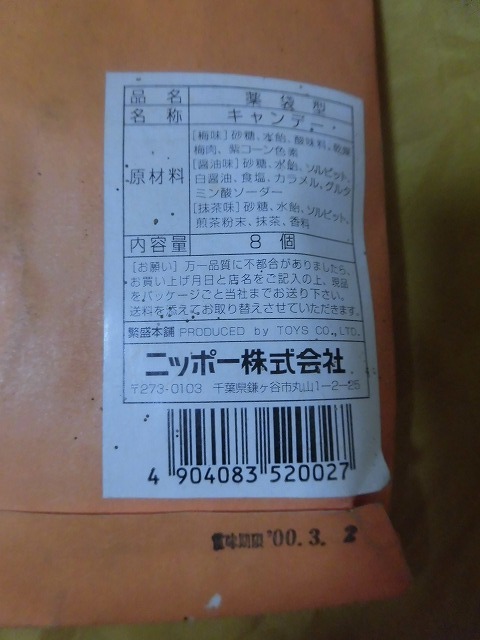 品名 薬袋型
名称 キャンデー
原材料
[梅味]砂糖、水飴、酸味料、乾燥
梅肉、紫コーン色素
[醤油味]砂糖、水飴、ソルビット、
白醤油、食塩、カラメル、グルタ
ミン酸ソーダー
[抹茶味]砂糖、水飴、ソルビット、
煎茶粉末、抹茶、香料
内容量 8個
[お願い]万一品質に不都合がありましたら、
お買い上げ月日と店名をご記入の上、現品
をパッケージごと当社までお送り下さい。
送料を添えてお取り替えさせていただきます。
繁盛本舗 PRODUCED by TOYS CO.,LTD.
ニッポー株式会社
〒273-0103 千葉県鎌ヶ谷市丸山1-2-25
4 904083 520027
賞味期限 '00.3.2